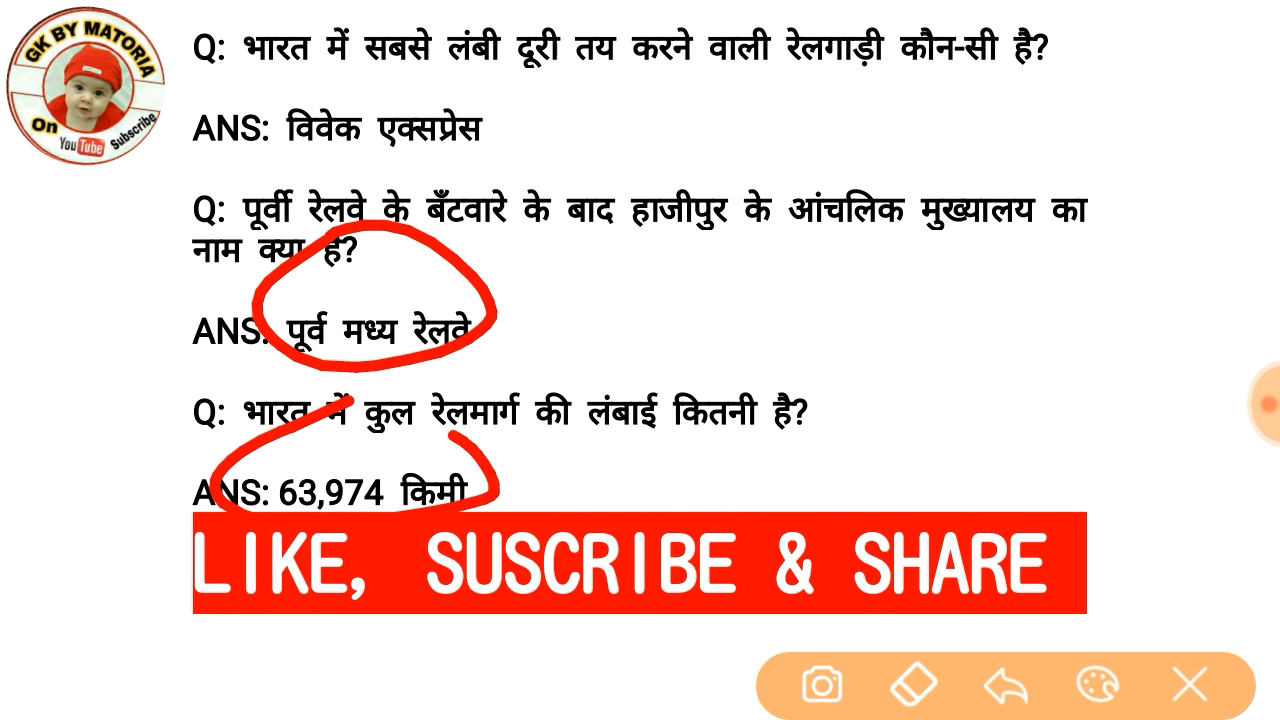 GK BY MATORIA
On
YouTube Subscribe
Q: भारत में सबसे लंबी दूरी तय करने वाली रेलगाड़ी कौन-सी है?
ANS: विवेक एक्सप्रेस
Q: पूर्वी रेलवे के बँटवारे के बाद हाजीपुर के आंचलिक मुख्यालय का
नाम क्या है?
ANS: पूर्व मध्य रेलवे
Q: भारत में कुल रेलमार्ग की लंबाई कितनी है?
ANS: 63,974 किमी
LIKE, SUSCRIBE & SHARE